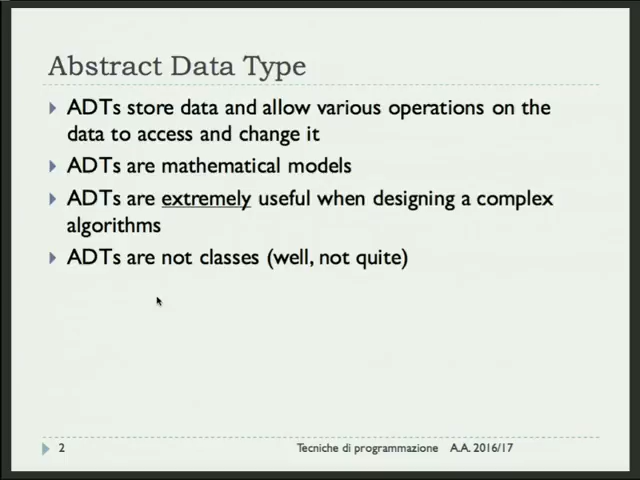 Abstract Data Type
ADTs store data and allow various operations on the
data to access and change it
ADTs are mathematical models
ADTs are extremely useful when designing a complex
algorithms
ADTs are not classes (well, not quite)
2
Tecniche di programmazione A.A. 2016/17